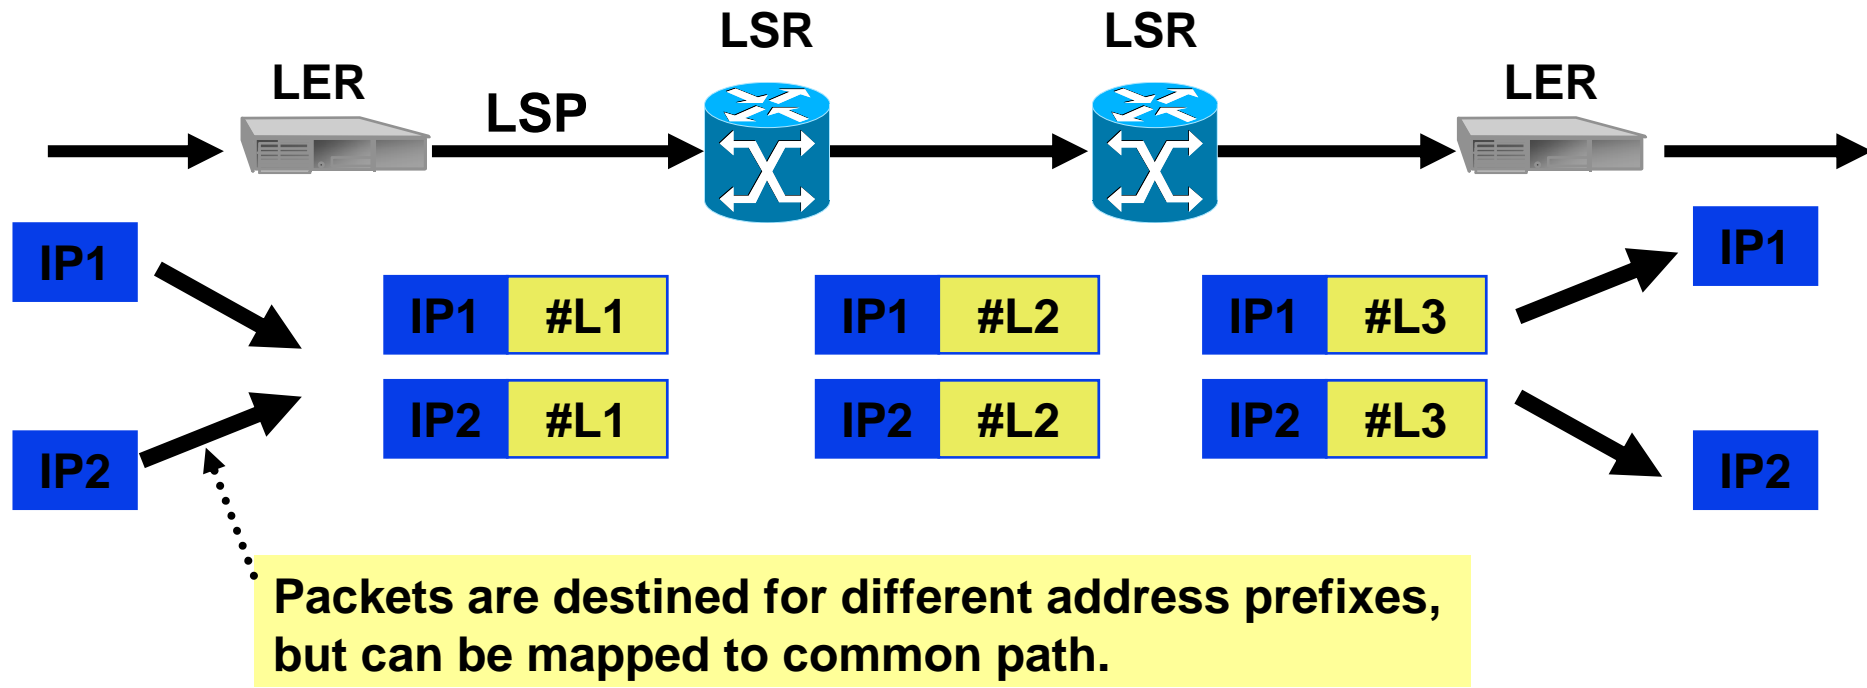 LSR
LSR
LER
LSP
LER
IP1
IP1
IP1 #L1
IP1 #L2
IP1 #L3
IP2 #L1
IP2 #L2
IP2 #L3
IP2
IP2
Packets are destined for different address prefixes,
but can be mapped to common path.